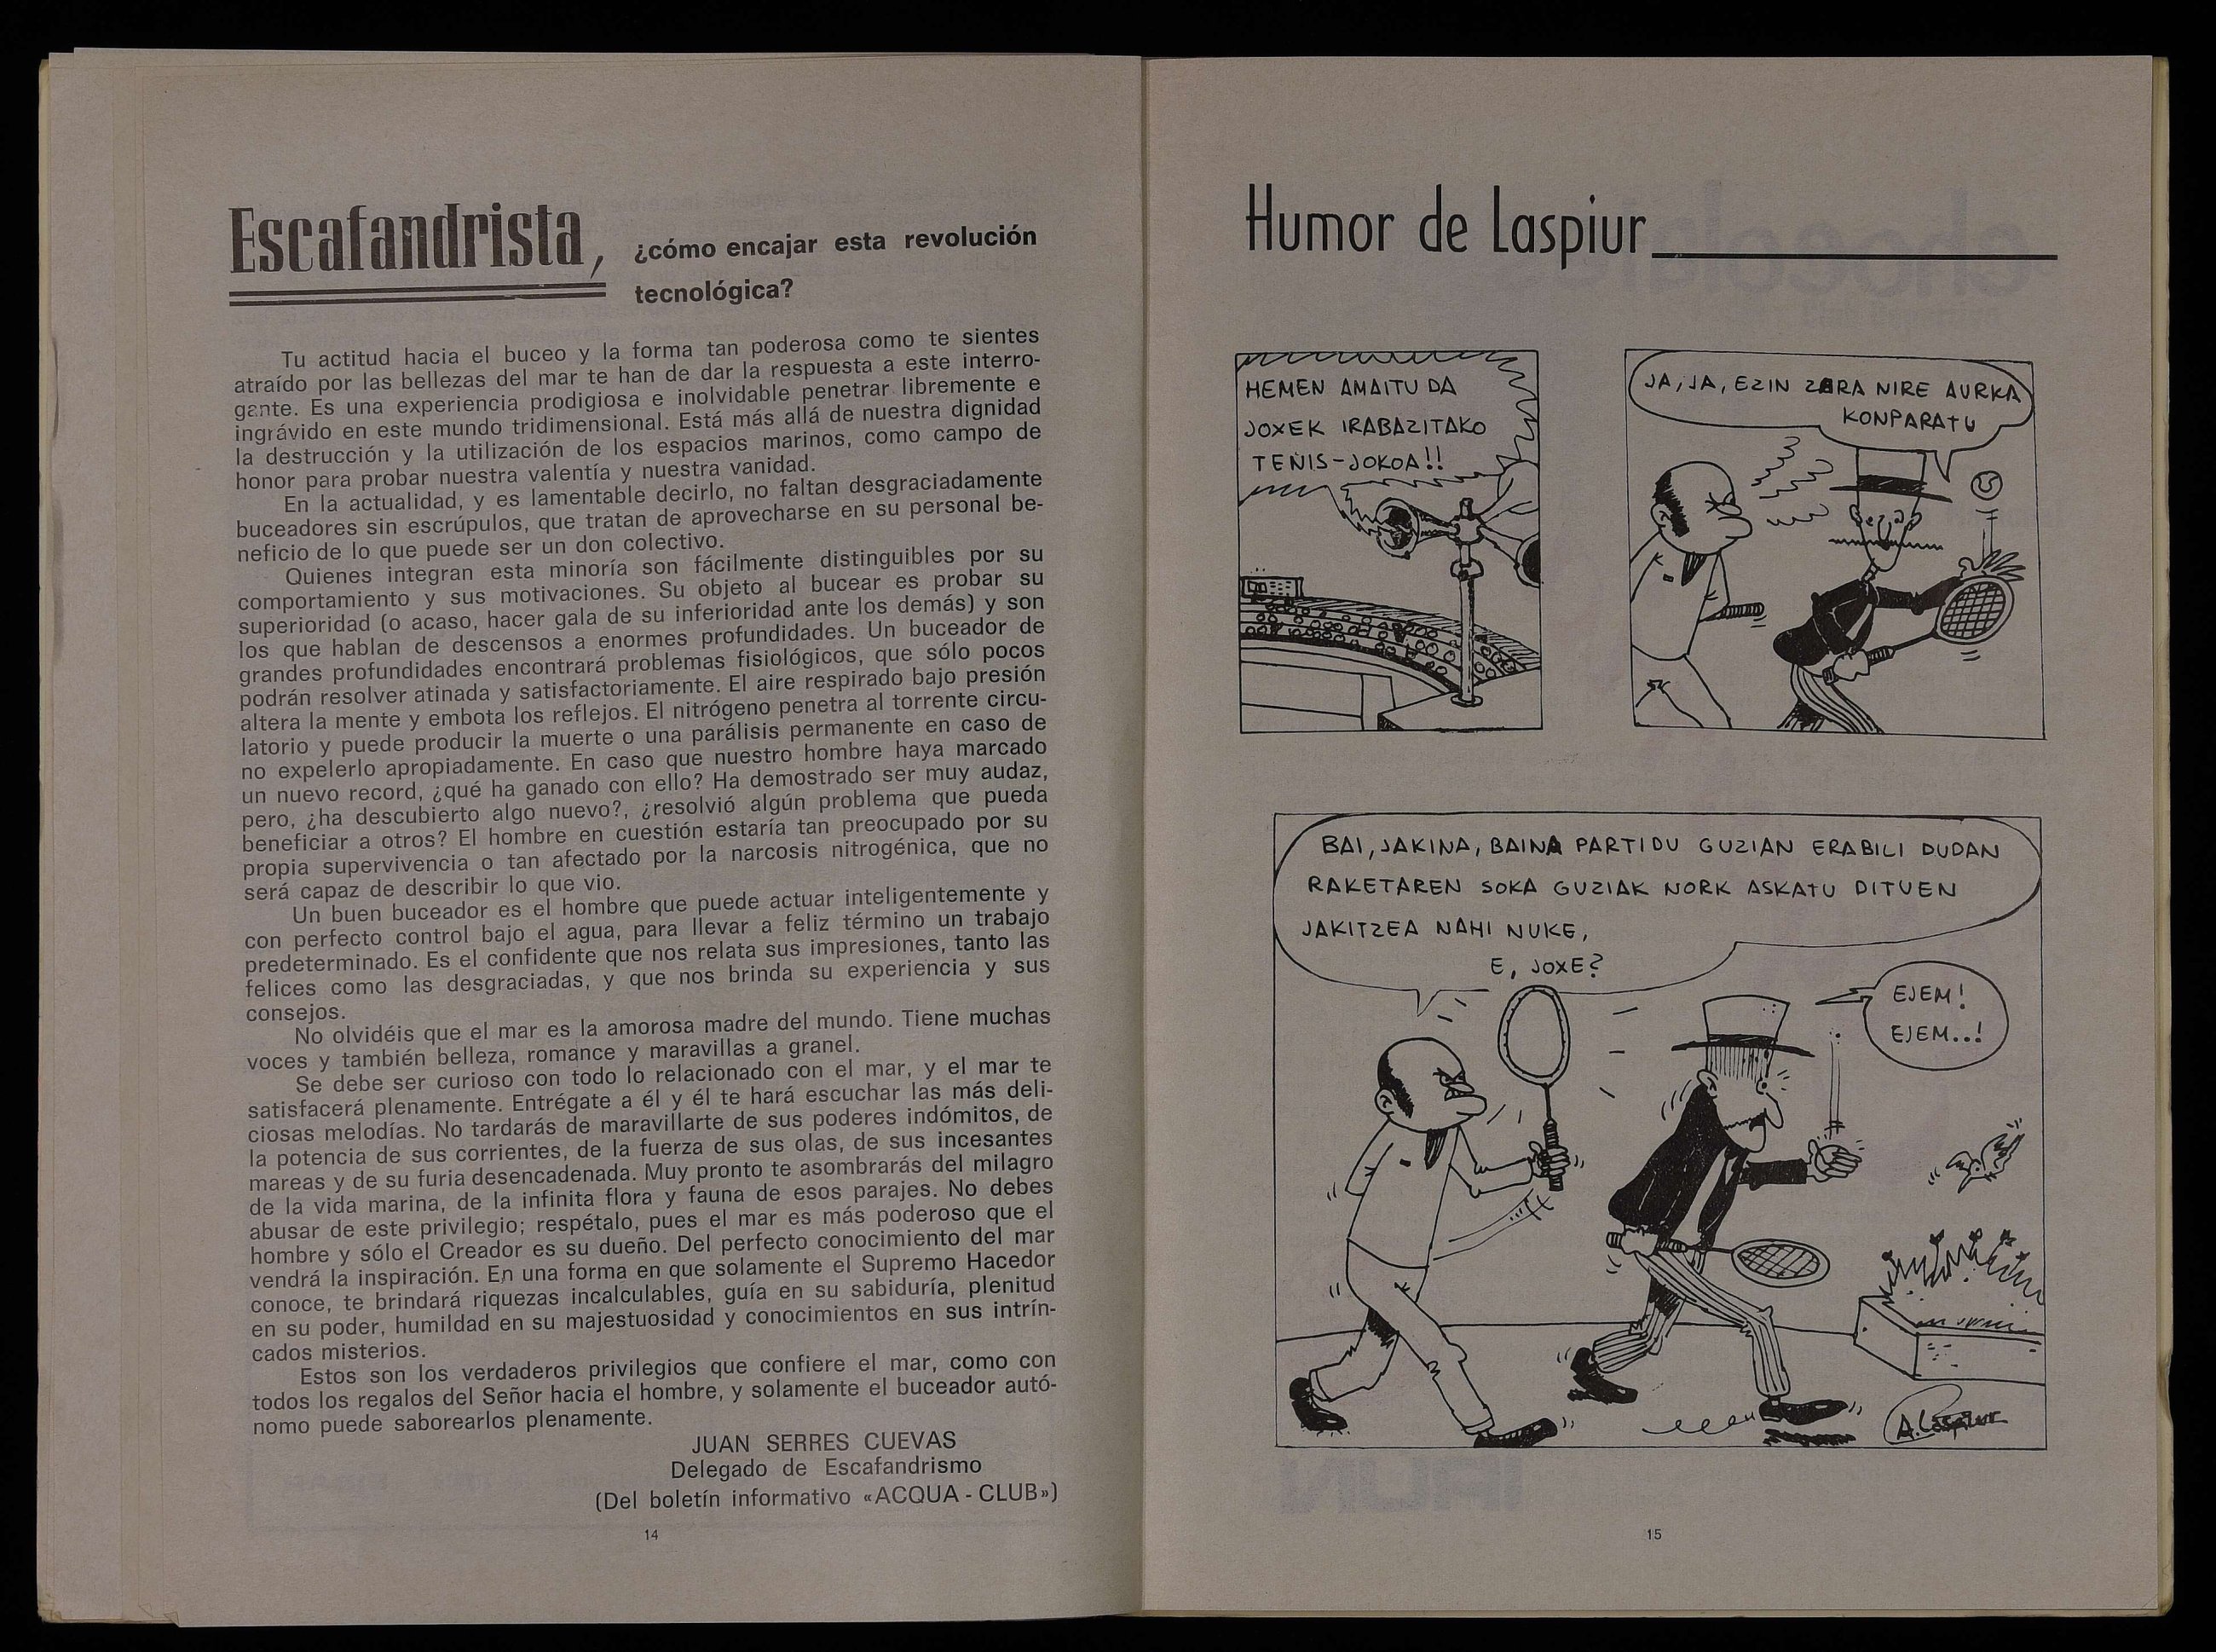 Escafandrista, ¿cómo encajar esta revolución
tecnológica?
Tu actitud hacia el buceo y la forma tan poderosa como te sientes
atraído por las bellezas del mar te han de dar la respuesta a este interro-
gante. Es una experiencia prodigiosa e inolvidable penetrar libremente e
ingrávido en este mundo tridimensional. Está más allá de nuestra dignidad
la destrucción y la utilización de los espacios marinos, como campo de
honor para probar nuestra valentía y nuestra vanidad.
En la actualidad, y es lamentable decirlo, no faltan desgraciadamente
buceadores sin escrúpulos, que tratan de aprovecharse en su personal be-
neficio de lo que puede ser un don colectivo.
Quienes integran esta minoría son fácilmente distinguibles por su
comportamiento y sus motivaciones. Su objeto al bucear es probar su
superioridad (o acaso, hacer gala de su inferioridad ante los demás) y son
los que hablan de descensos a enormes profundidades. Un buceador de
grandes profundidades encontrará problemas fisiológicos, que sólo pocos
podrán resolver atinada y satisfactoriamente. El aire respirado bajo presión
altera la mente y embota los reflejos. El nitrógeno penetra al torrente circu-
latorio y puede producir la muerte o una parálisis permanente en caso de
no expelerlo apropiadamente. En caso que nuestro hombre haya marcado
un nuevo record, ¿qué ha ganado con ello? Ha demostrado ser muy audaz,
pero, ¿ha descubierto algo nuevo?, ¿resolvió algún problema que pueda
beneficiar a otros? El hombre en cuestión estaría tan preocupado por su
propia supervivencia o tan afectado por la narcosis nitrogénica, que no
será capaz de describir lo que vio.
Un buen buceador es el hombre que puede actuar inteligentemente y
con perfecto control bajo el agua, para llevar a feliz término un trabajo
predeterminado. Es el confidente que nos relata sus impresiones, tanto las
felices como las desgraciadas, y que nos brinda su experiencia y sus
consejos.
No olvidéis que el mar es la amorosa madre del mundo. Tiene muchas
voces y también belleza, romance y maravillas a granel.
Se debe ser curioso con todo lo relacionado con el mar, y el mar te
satisfacerá plenamente. Entrégate a él y él te hará escuchar las más deli-
ciosas melodías. No tardarás de maravillarte de sus poderes indómitos, de
la potencia de sus corrientes, de la fuerza de sus olas, de sus incesantes
mareas y de su furia desencadenada. Muy pronto te asombrarás del milagro
de la vida marina, de la infinita flora y fauna de esos parajes. No debes
abusar de este privilegio; respétalo, pues el mar es más poderoso que el
hombre y sólo el Creador es su dueño. Del perfecto conocimiento del mar
vendrá la inspiración. En una forma en que solamente el Supremo Hacedor
conoce, te brindará riquezas incalculables, guía en su sabiduría, plenitud
en su poder, humildad en su majestuosidad y conocimientos en sus intrín-
cados misterios.
Estos son los verdaderos privilegios que confiere el mar, como con
todos los regalos del Señor hacia el hombre, y solamente el buceador autó-
nomo puede saborearlos plenamente.
JUAN SERRES CUEVAS
Delegado de Escafandrismo
(Del boletín informativo «ACQUA - CLUB»)
14
Humor de Laspiur
HEMEN AMAITU DA
JOXEK IRABAZITAKO
TENIS-JOKOA!!
JA, JA, EZIN ZARA NIRE AURKA
KONPARATU
BAI, JAKINA, BAINA PARTIDU GUZIAN ERABILI DUDAN
RAKETAREN SOKA GUZIAK NORK ASKATU DITUEN
JAKITZEA NAHI NUKE,
E, JOXE?
EJEM!
EJEM..!
A. Laspiur
15